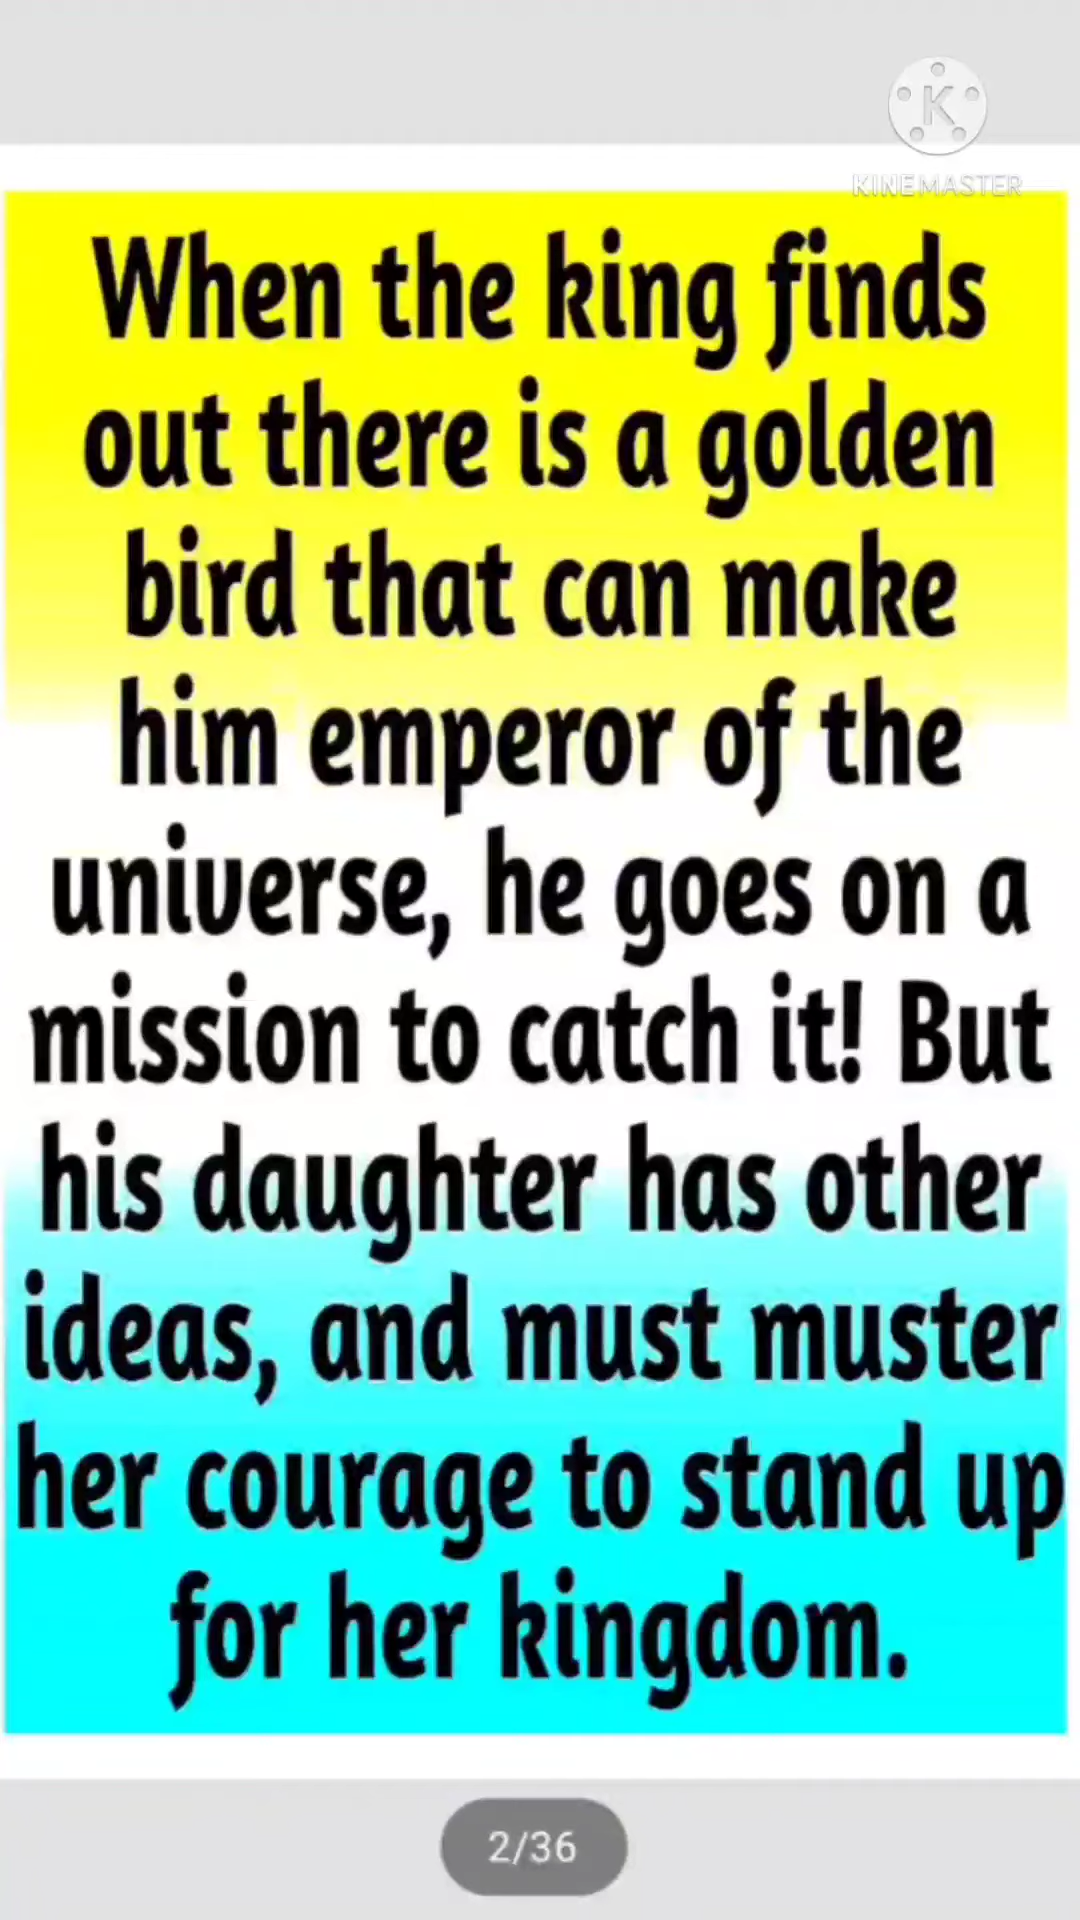 KINEMASTER
When the king finds
out there is a golden
bird that can make
him emperor of the
universe, he goes on a
mission to catch it! But
his daughter has other
ideas, and must muster
her courage to stand up
for her kingdom.
2/36